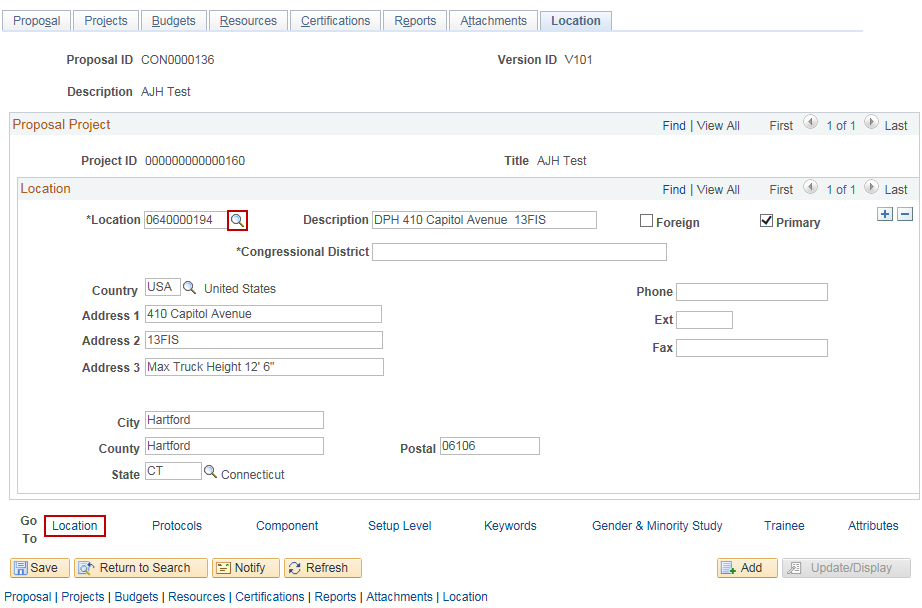 Proposal Projects Budgets Resources Certifications Reports Attachments Location
Proposal ID CON0000136 Version ID V101
Description AJH Test
Proposal Project Find | View All First 1 of 1 Last
Project ID 000000000000160 Title AJH Test
Location Find | View All First 1 of 1 Last
*Location 0640000194 Description DPH 410 Capitol Avenue 13FIS Foreign Primary
*Congressional District
Country USA United States Phone
Address 1 410 Capitol Avenue
Ext
Address 2 13FIS
Fax
Address 3 Max Truck Height 12' 6"
City Hartford
County Hartford Postal 06106
State CT Connecticut
Go To Location Protocols Component Setup Level Keywords Gender & Minority Study Trainee Attributes
Save Return to Search Notify Refresh Add Update/Display
Proposal | Projects | Budgets | Resources | Certifications | Reports | Attachments | Location